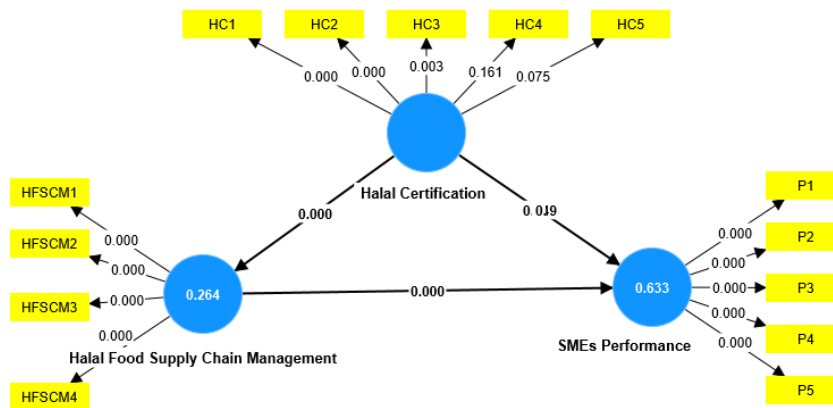 HC1 HC2 HC3 HC4 HC5
0.000 0.000 0.003 0.161 0.075
Halal Certification
0.000 0.019
HFSCM1
HFSCM2
HFSCM3
HFSCM4
0.000
0.000
0.000
0.000
0.264
Halal Food Supply Chain Management
0.000
0.633
SMEs Performance
0.000
0.000
0.000
0.000
0.000
P1
P2
P3
P4
P5